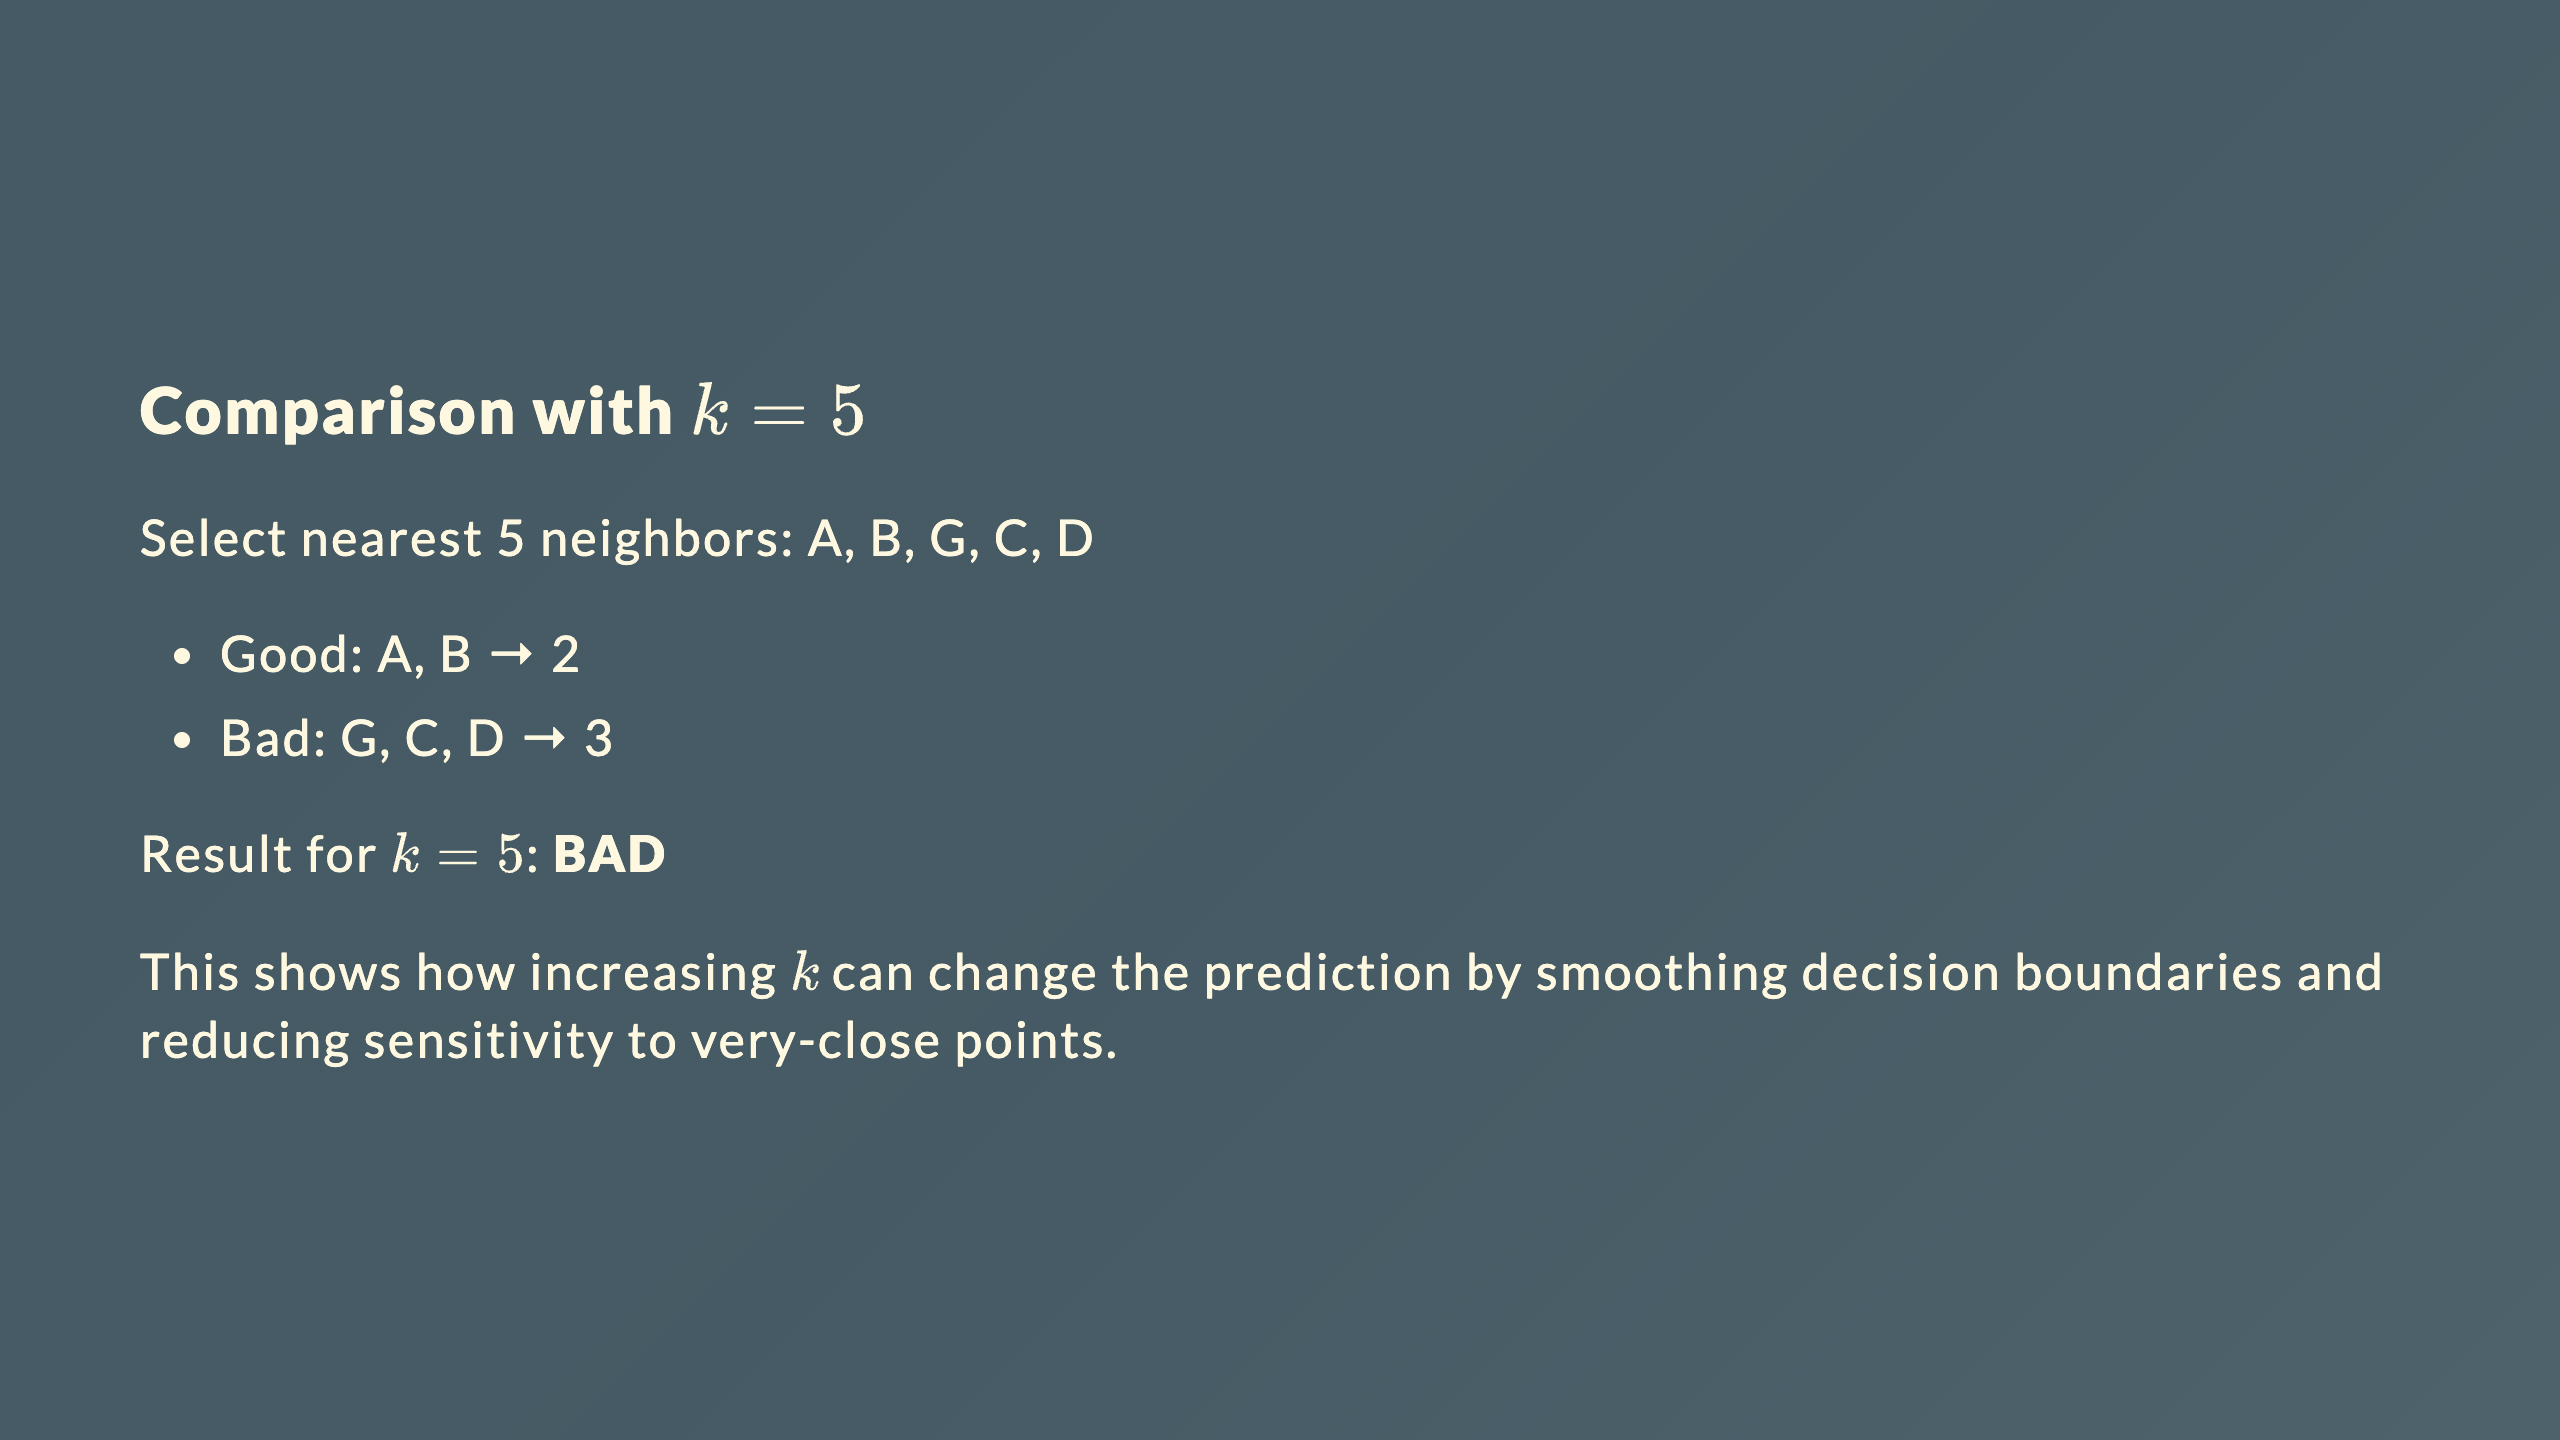 Comparison with k = 5
Select nearest 5 neighbors: A, B, G, C, D
• Good: A, B → 2
• Bad: G, C, D → 3
Result for k = 5: BAD
This shows how increasing k can change the prediction by smoothing decision boundaries and
reducing sensitivity to very-close points.